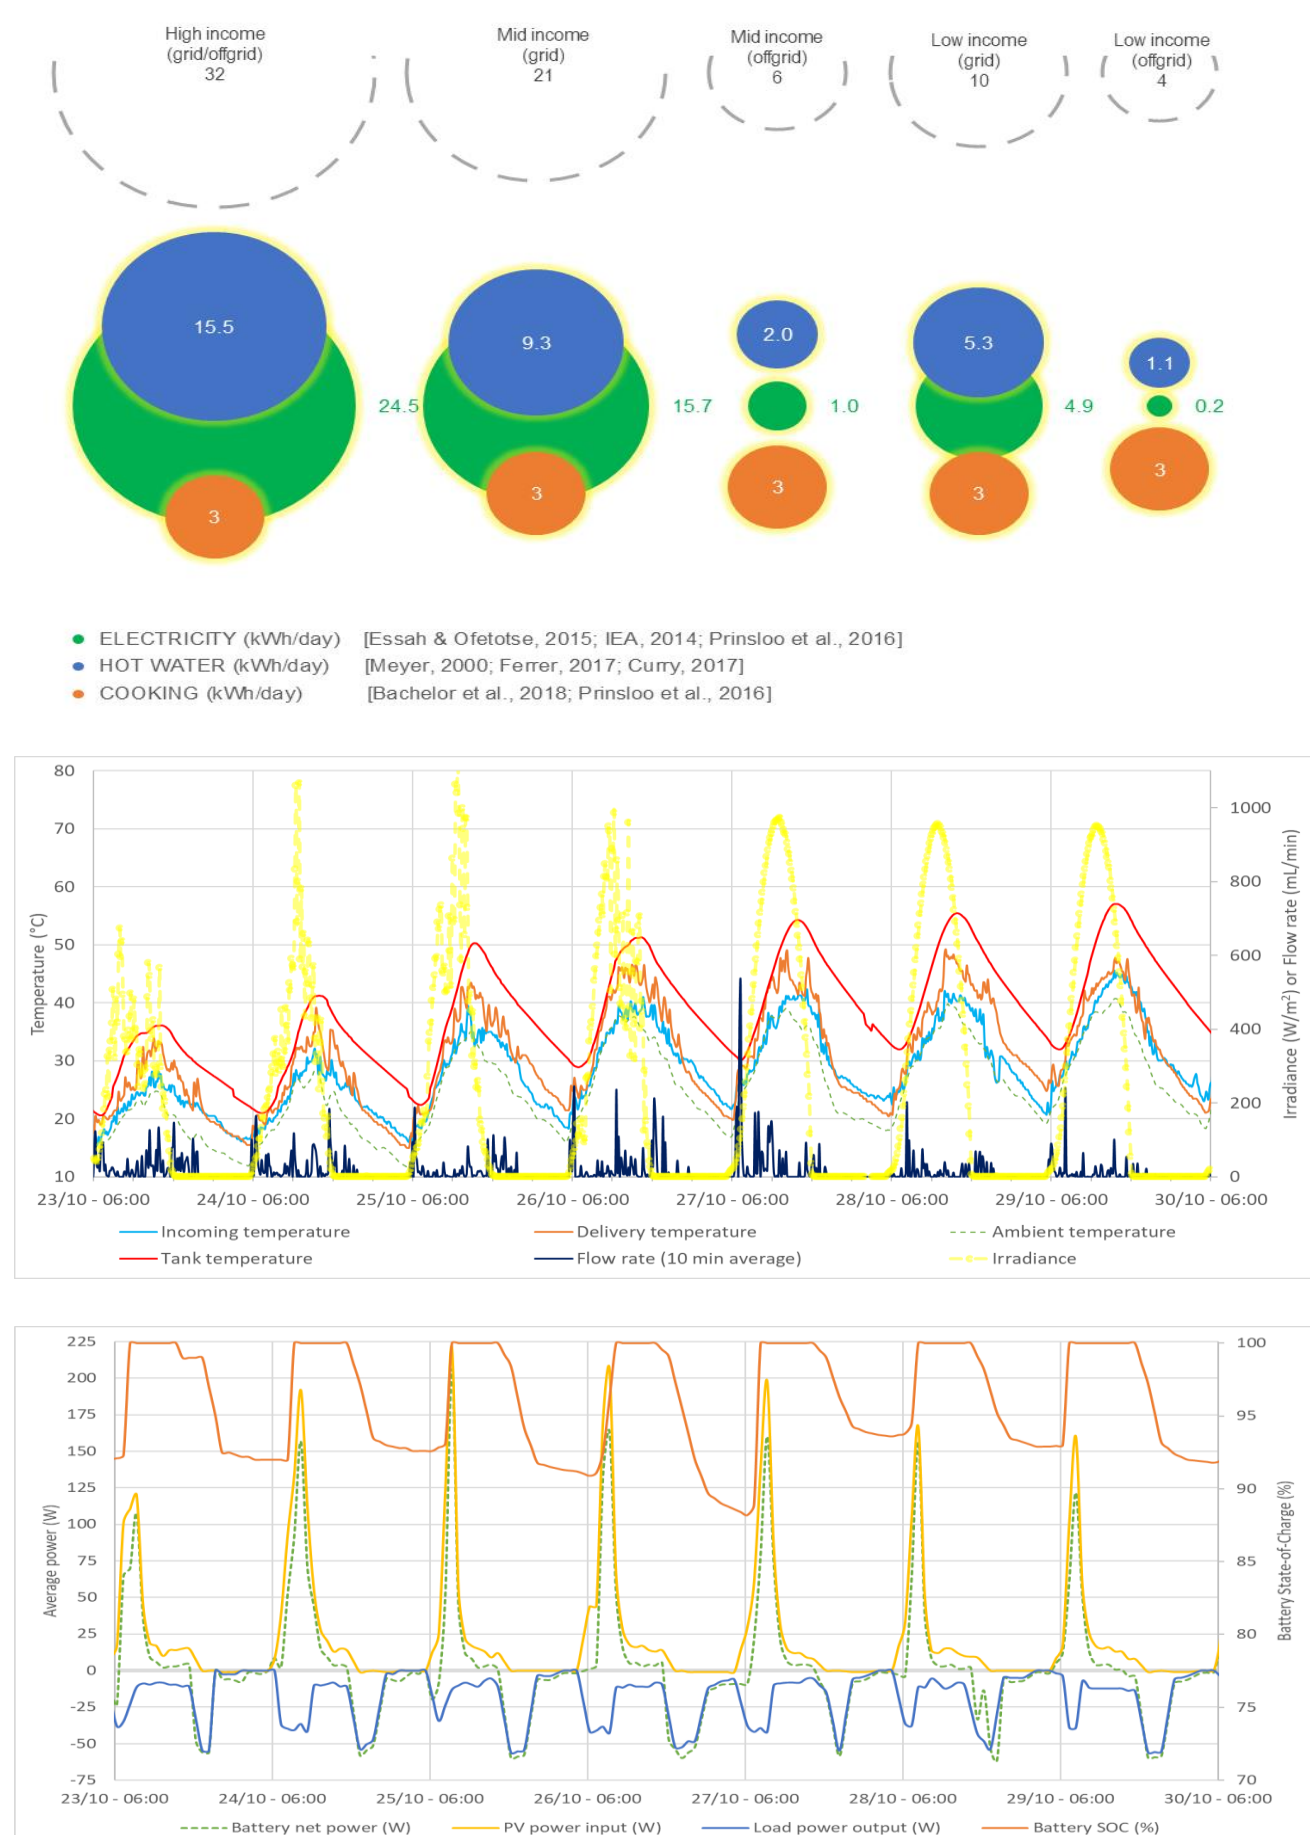 High income
(grid/offgrid)
32
Mid income
(grid)
21
Mid income
(offgrid)
6
Low income
(grid)
10
Low income
(offgrid)
4
15.5
24.5
3
9.3
15.7
3
2.0
1.0
3
5.3
4.9
3
1.1
0.2
3
ELECTRICITY (kWh/day) [Essah & Ofetotse, 2015; IEA, 2014; Prinsloo et al., 2016]
HOT WATER (kWh/day) [Meyer, 2000; Ferrer, 2017; Curry, 2017]
COOKING (kWh/day) [Bachelor et al., 2018; Prinsloo et al., 2016]
Temperature (°C)
80
70
60
50
40
30
20
10
1000
800
600
400
200
0
Irradiance (W/m²) or Flow rate (mL/min)
23/10 - 06:00 24/10 - 06:00 25/10 - 06:00 26/10 - 06:00 27/10 - 06:00 28/10 - 06:00 29/10 - 06:00 30/10 - 06:00
Incoming temperature Delivery temperature Ambient temperature
Tank temperature Flow rate (10 min average) Irradiance
Average power (W)
225
200
175
150
125
100
75
50
25
0
-25
-50
-75
100
95
90
85
80
75
70
Battery State-of-Charge (%)
23/10 - 06:00 24/10 - 06:00 25/10 - 06:00 26/10 - 06:00 27/10 - 06:00 28/10 - 06:00 29/10 - 06:00 30/10 - 06:00
Battery net power (W) PV power input (W) Load power output (W) Battery SOC (%)